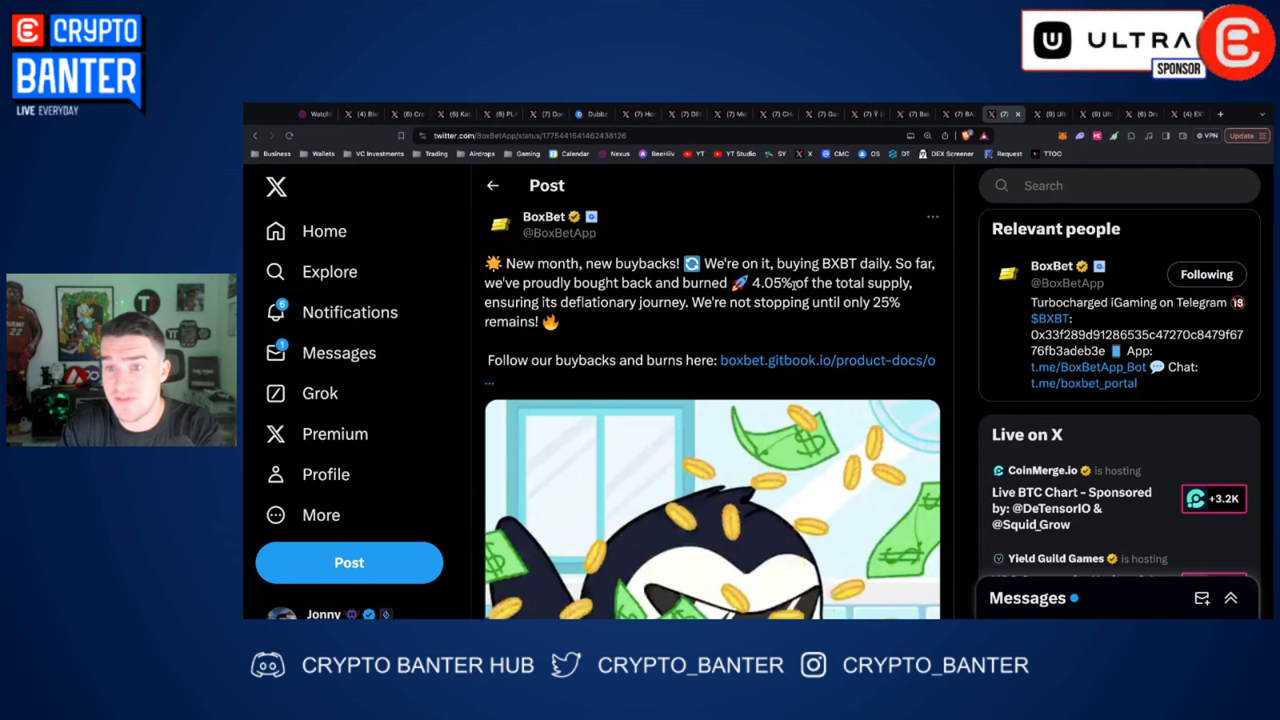 CRYPTO
BANTER
LIVE EVERYDAY
ULTRA
SPONSOR
twitter.com/BoxBetApp/status/1775441541462438126
VPN
Update
Business
Wallets
VC Investments
Trading
Airdrops
Gaming
Calendar
Nexus
BeeHiiv
YT
YT Studio
SY
X
CMC
OS
DT
DEX Screener
Request
TTOO
Home
Explore
Notifications
6
Messages
1
Grok
Premium
Profile
More
Post
Jonny
Post
BoxBet
@BoxBetApp
🌟 New month, new buybacks! 🔄 We're on it, buying BXBT daily. So far,
we've proudly bought back and burned 🚀 4.05% of the total supply,
ensuring its deflationary journey. We're not stopping until only 25%
remains! 🔥
Follow our buybacks and burns here: boxbet.gitbook.io/product-docs/o
...
Search
Relevant people
BoxBet
@BoxBetApp
Following
Turbocharged iGaming on Telegram 🔞
$BXBT:
0x33f289d91286535c47270c8479f67
76fb3adeb3e 📱 App:
t.me/BoxBetApp_Bot 💬 Chat:
t.me/boxbet_portal
Live on X
CoinMerge.io is hosting
Live BTC Chart - Sponsored
by: @DeTensorIO &
@Squid_Grow
+3.2K
Yield Guild Games is hosting
Messages
CRYPTO BANTER HUB
CRYPTO_BANTER
CRYPTO_BANTER